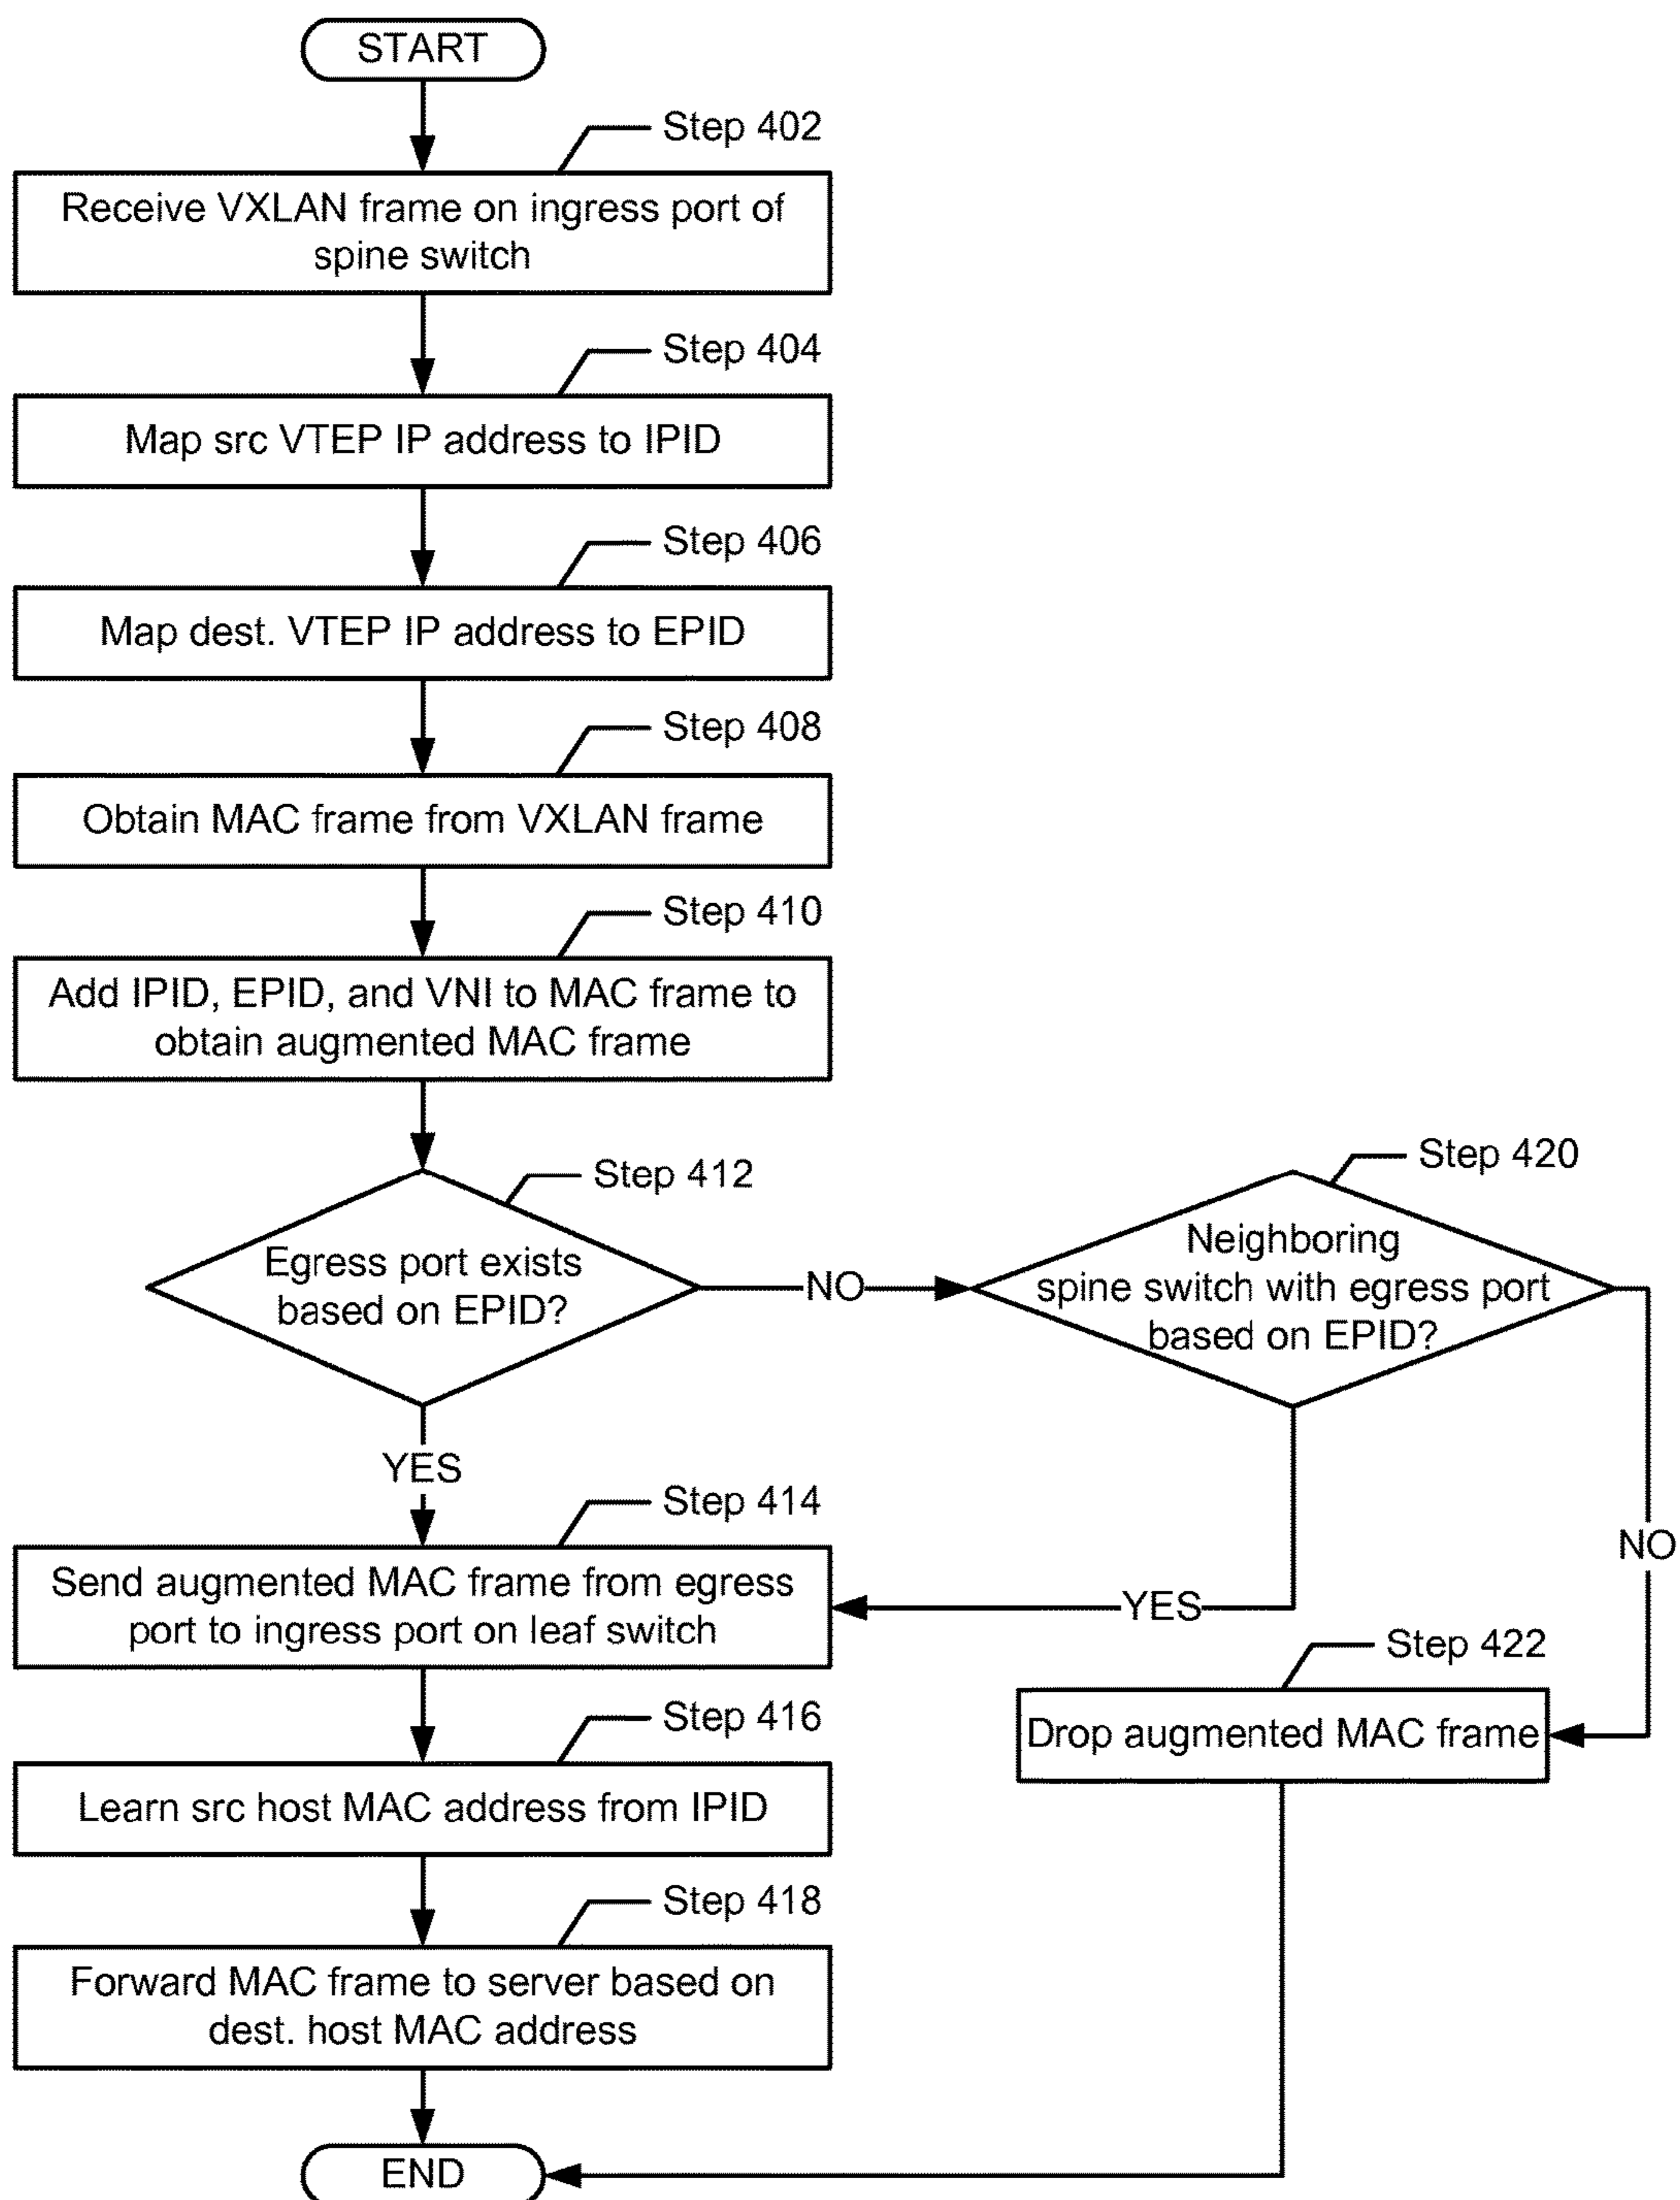 START
Step 402
Receive VXLAN frame on ingress port of
spine switch
Step 404
Map src VTEP IP address to IPID
Step 406
Map dest. VTEP IP address to EPID
Step 408
Obtain MAC frame from VXLAN frame
Step 410
Add IPID, EPID, and VNI to MAC frame to
obtain augmented MAC frame
Step 412
Egress port exists
based on EPID?
NO
Step 420
Neighboring
spine switch with egress port
based on EPID?
YES
Step 414
Send augmented MAC frame from egress
port to ingress port on leaf switch
YES
NO
Step 422
Drop augmented MAC frame
Step 416
Learn src host MAC address from IPID
Step 418
Forward MAC frame to server based on
dest. host MAC address
END